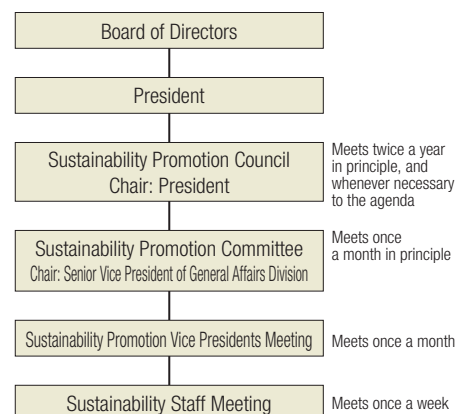 Board of Directors
President
Sustainability Promotion Council
Chair: President
Meets twice a year
in principle, and
whenever necessary
to the agenda
Sustainability Promotion Committee
Chair: Senior Vice President of General Affairs Division
Meets once
a month in principle
Sustainability Promotion Vice Presidents Meeting
Meets once a month
Sustainability Staff Meeting
Meets once a week